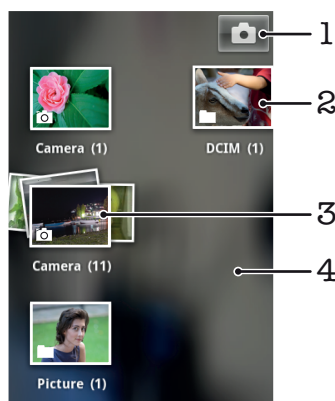 1
2
Camera (1)
DCIM (1)
3
Camera (11)
4
Picture (1)